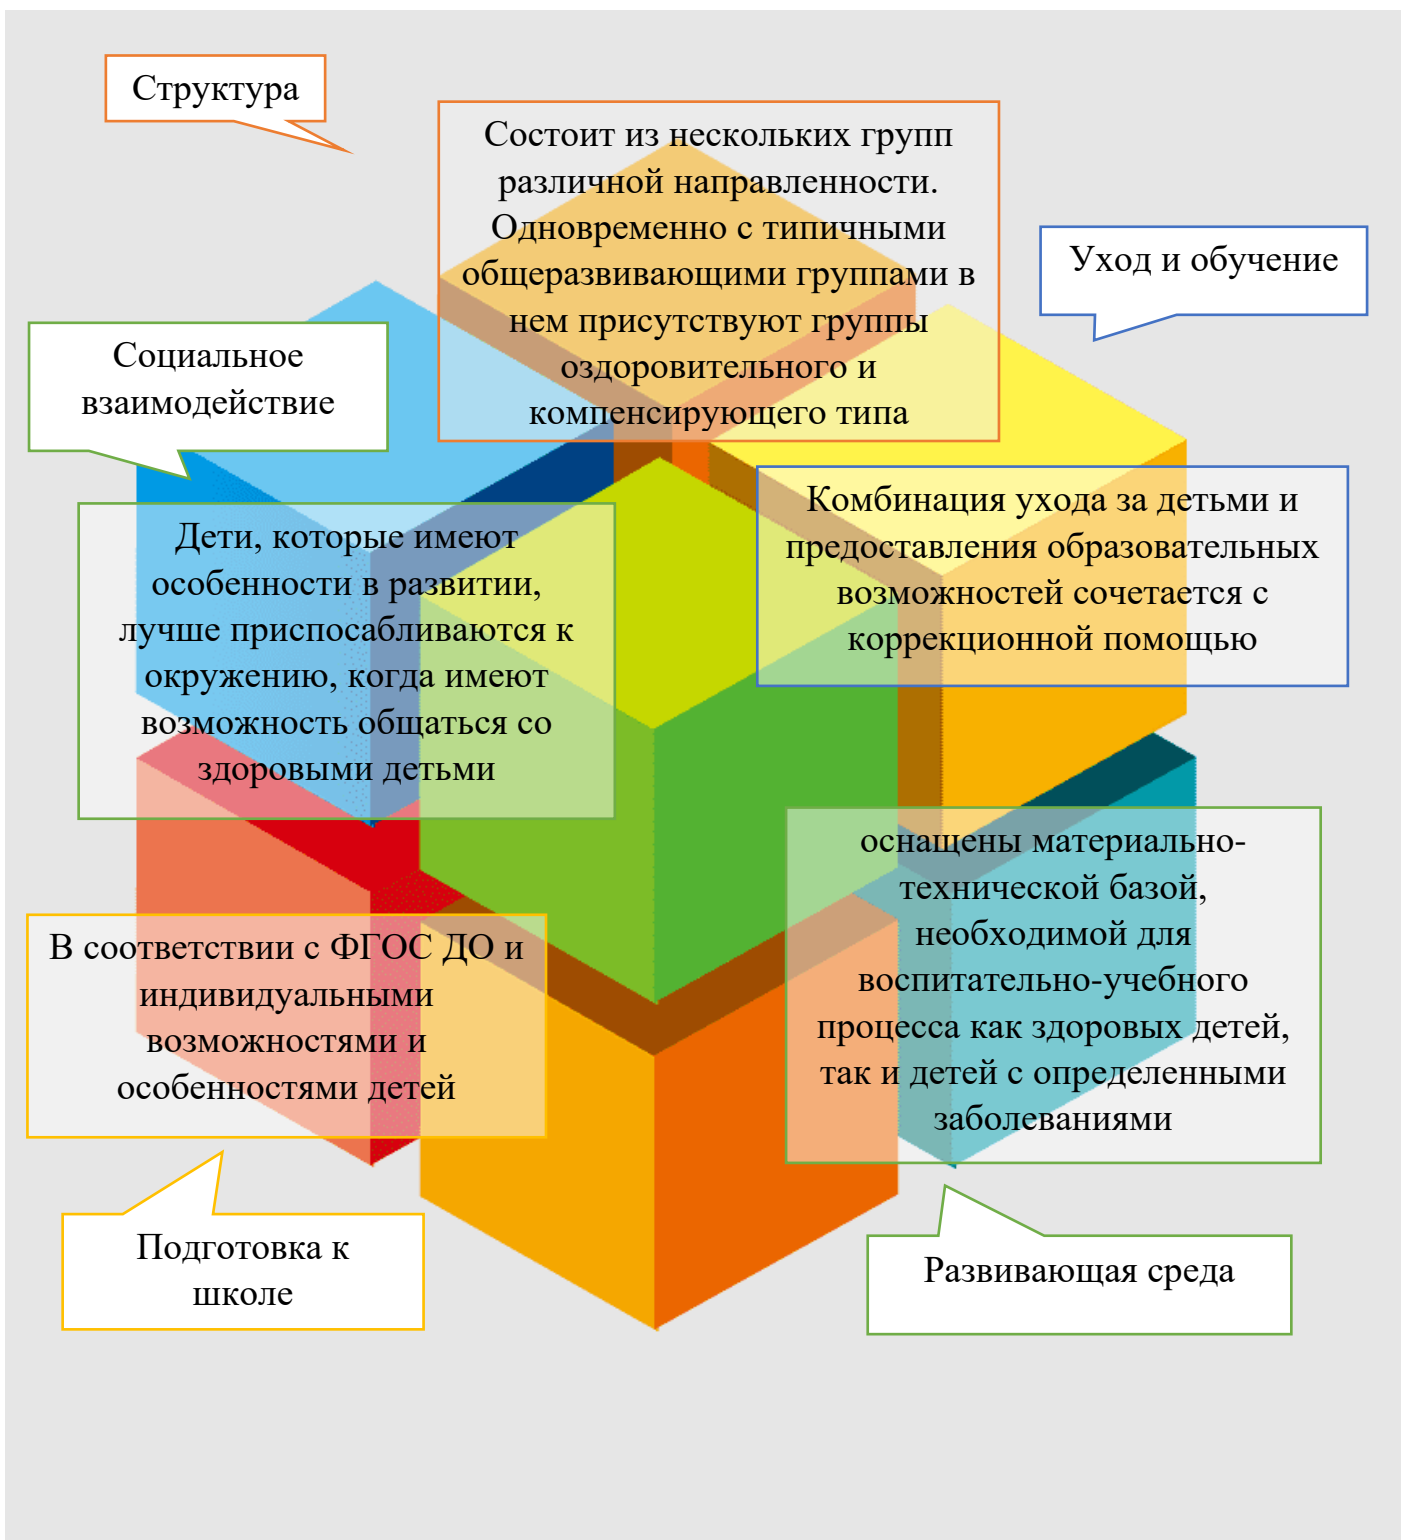 Структура
Состоит из нескольких групп
различной направленности.
Одновременно с типичными
общеразвивающими группами в
нем присутствуют группы
оздоровительного и
компенсирующего типа
Уход и обучение
Социальное
взаимодействие
Комбинация ухода за детьми и
предоставления образовательных
возможностей сочетается с
коррекционной помощью
Дети, которые имеют
особенности в развитии,
лучше приспосабливаются к
окружению, когда имеют
возможность общаться со
здоровыми детьми
оснащены материально-
технической базой,
необходимой для
воспитательно-учебного
процесса как здоровых детей,
так и детей с определенными
заболеваниями
В соответствии с ФГОС ДО и
индивидуальными
возможностями и
особенностями детей
Подготовка к
школе
Развивающая среда